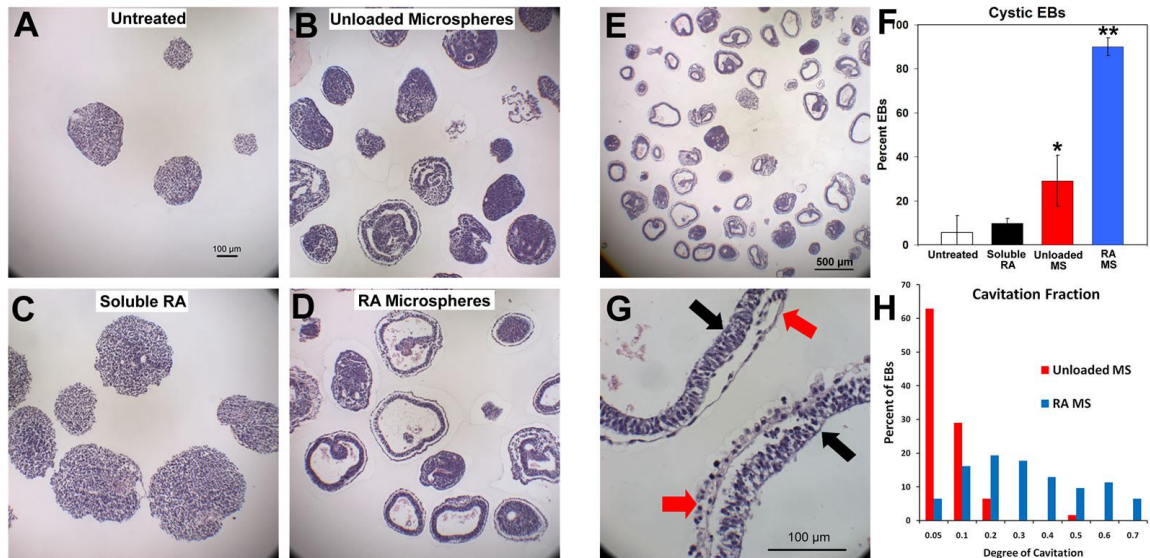 A
Untreated
100 µm
B
Unloaded Microspheres
C
Soluble RA
D
RA Microspheres
E
500 µm
F
Cystic EBs
Percent EBs
100
80
60
40
20
0
*
**
Untreated
Soluble
RA
Unloaded
MS
RA
MS
G
100 µm
H
Cavitation Fraction
Percent of EBs
70
60
50
40
30
20
10
0
Unloaded MS
RA MS
0.05 0.1 0.2 0.3 0.4 0.5 0.6 0.7
Degree of Cavitation